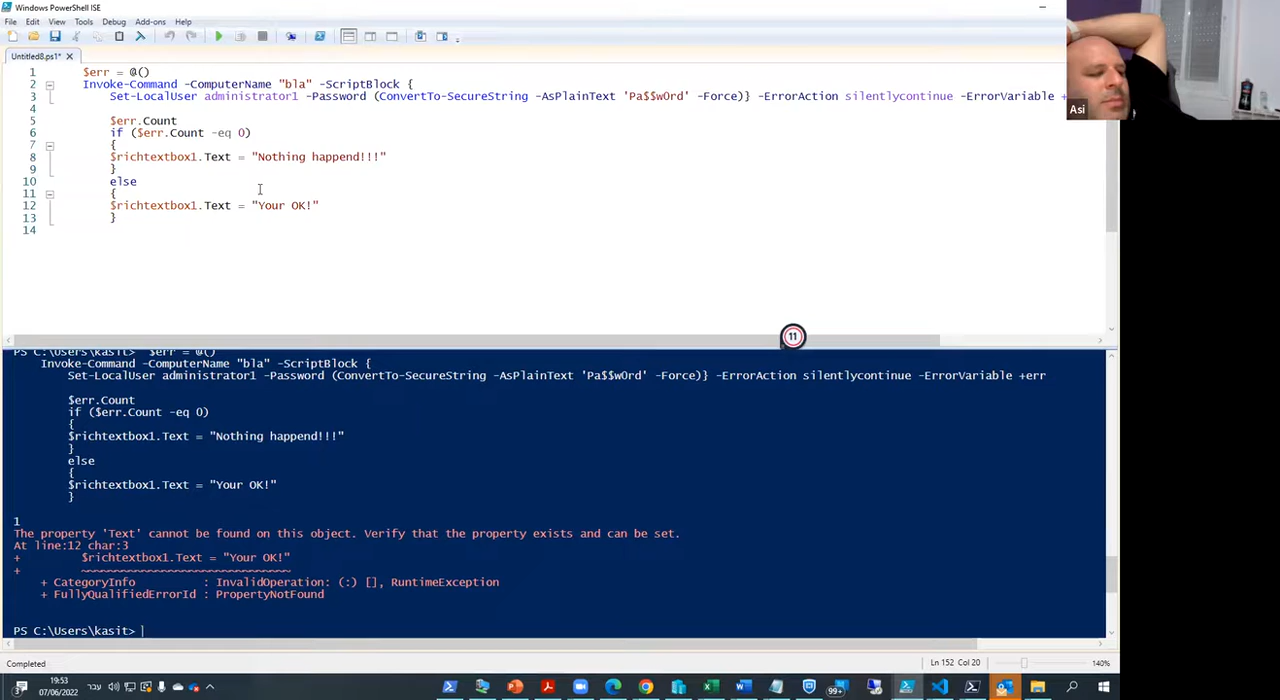 Windows PowerShell ISE
File Edit View Tools Debug Add-ons Help
Untitled8.ps1*
1 $err = @()
2 Invoke-Command -ComputerName "bla" -ScriptBlock {
3 Set-LocalUser administrator1 -Password (ConvertTo-SecureString -AsPlainText 'Pa$$w0rd' -Force)} -ErrorAction silentlycontinue -ErrorVariable +
4
5 $err.Count
6 if ($err.Count -eq 0)
7 {
8 $richtextbox1.Text = "Nothing happend!!!"
9 }
10 else
11 {
12 $richtextbox1.Text = "Your OK!"
13 }
14
Asi
11
PS C:\Users\kasit> $err = @()
Invoke-Command -ComputerName "bla" -ScriptBlock {
Set-LocalUser administrator1 -Password (ConvertTo-SecureString -AsPlainText 'Pa$$w0rd' -Force)} -ErrorAction silentlycontinue -ErrorVariable +err
$err.Count
if ($err.Count -eq 0)
{
$richtextbox1.Text = "Nothing happend!!!"
}
else
{
$richtextbox1.Text = "Your OK!"
}
1
The property 'Text' cannot be found on this object. Verify that the property exists and can be set.
At line:12 char:3
+ $richtextbox1.Text = "Your OK!"
+ ~~~~~~~~~~~~~~~~~~~~~~~~~~~~~~~
+ CategoryInfo : InvalidOperation: (:) [], RuntimeException
+ FullyQualifiedErrorId : PropertyNotFound
PS C:\Users\kasit>
Completed
Ln 152 Col 20
140%
3
19:53
07/06/2022
עבר
99+